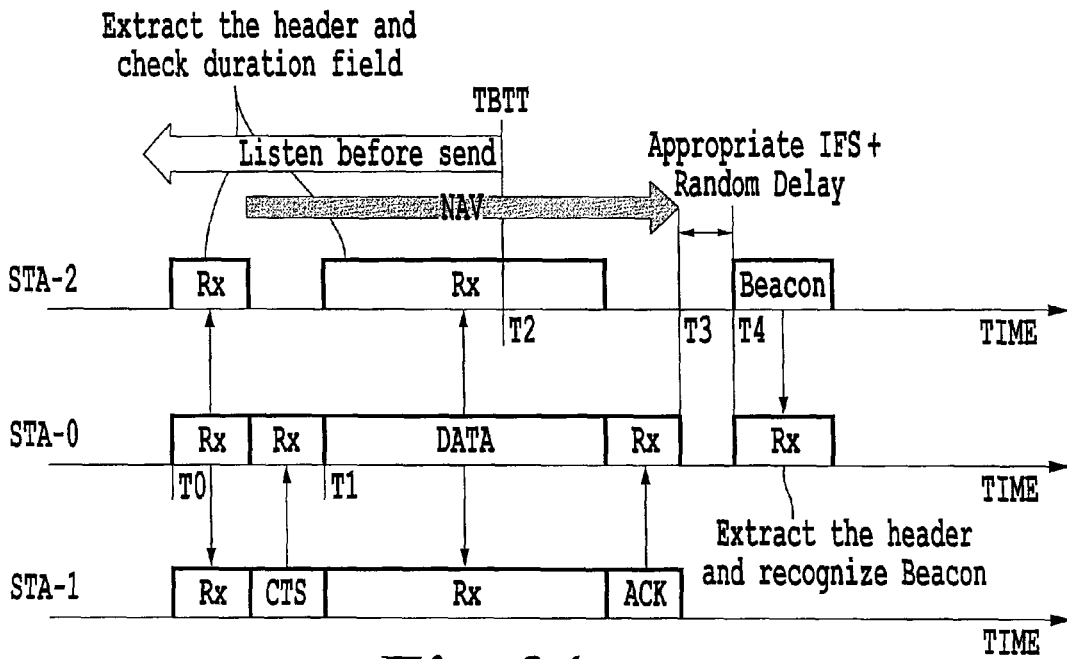 Extract the header and
check duration field
TBTT
Listen before send
Appropriate IFS +
Random Delay
NAV
STA-2
Rx
Rx
Beacon
T2
T3
T4
TIME
STA-0
Rx
Rx
DATA
Rx
Rx
T0
T1
TIME
Extract the header
and recognize Beacon
STA-1
Rx
CTS
Rx
ACK
TIME